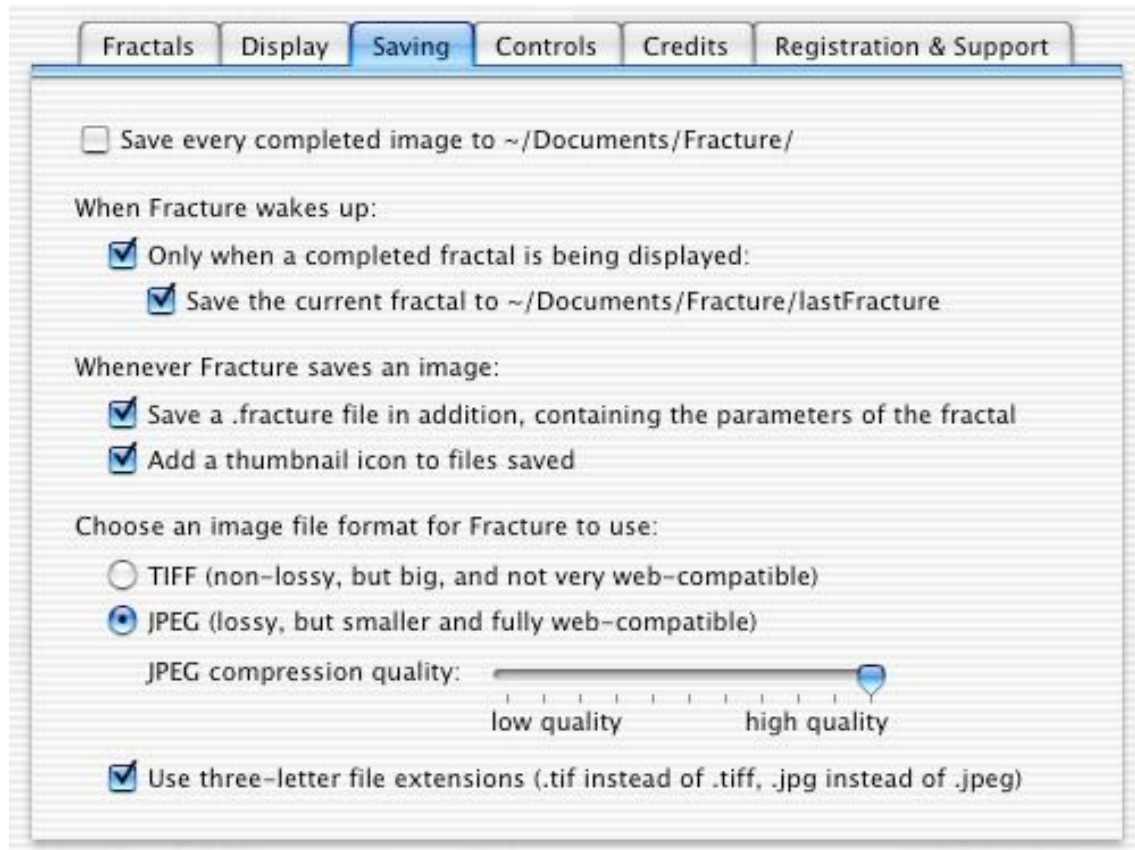 Fractals Display Saving Controls Credits Registration & Support
Save every completed image to ~/Documents/Fracture/
When Fracture wakes up:
Only when a completed fractal is being displayed:
Save the current fractal to ~/Documents/Fracture/lastFracture
Whenever Fracture saves an image:
Save a .fracture file in addition, containing the parameters of the fractal
Add a thumbnail icon to files saved
Choose an image file format for Fracture to use:
TIFF (non-lossy, but big, and not very web-compatible)
JPEG (lossy, but smaller and fully web-compatible)
JPEG compression quality:
low quality high quality
Use three-letter file extensions (.tif instead of .tiff, .jpg instead of .jpeg)